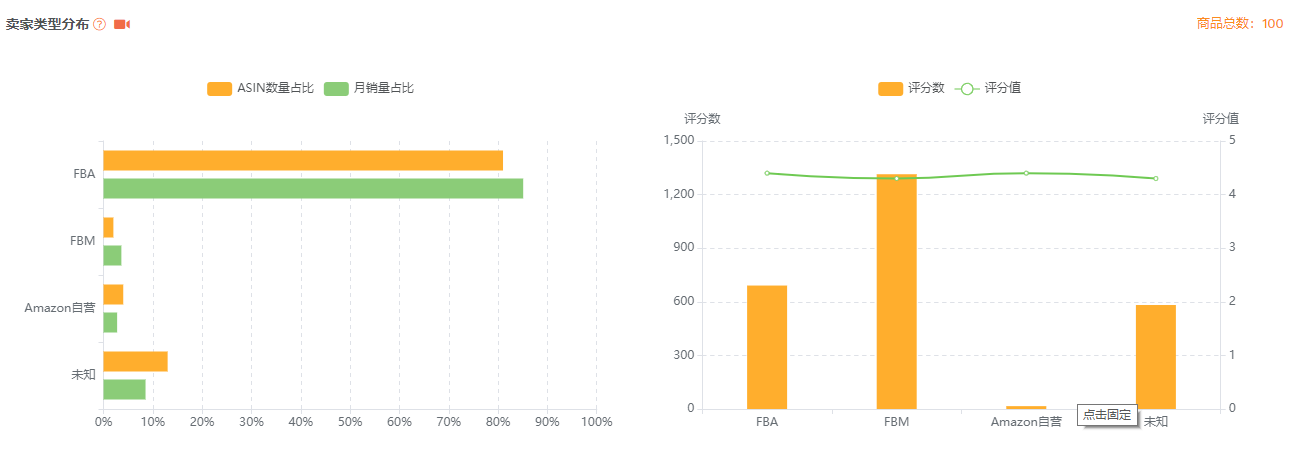 卖家类型分布 ?
商品总数：100
ASIN数量占比 月销量占比
FBA
FBM
Amazon自营
未知
0% 10% 20% 30% 40% 50% 60% 70% 80% 90% 100%
评分数 评分值
评分数 评分值
1,500 5
1,200 4
900 3
600 2
300 1
0 0
FBA FBM Amazon自营 未知
点击固定